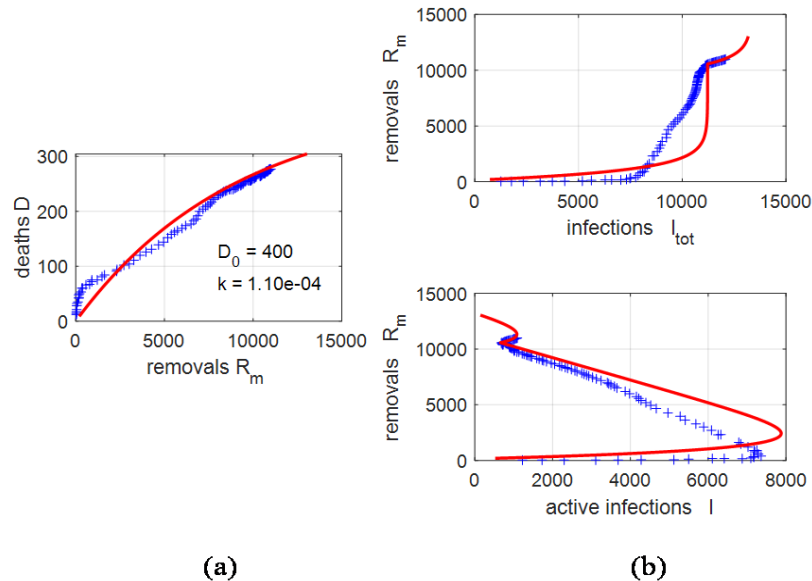 300
200
100
0
deaths D
D0 = 400
k = 1.10e-04
0 5000 10000 15000
removals Rm
(a)
15000
10000
5000
0
removals Rm
0 5000 10000 15000
infections Itot
15000
10000
5000
0
removals Rm
0 2000 4000 6000 8000
active infections I
(b)